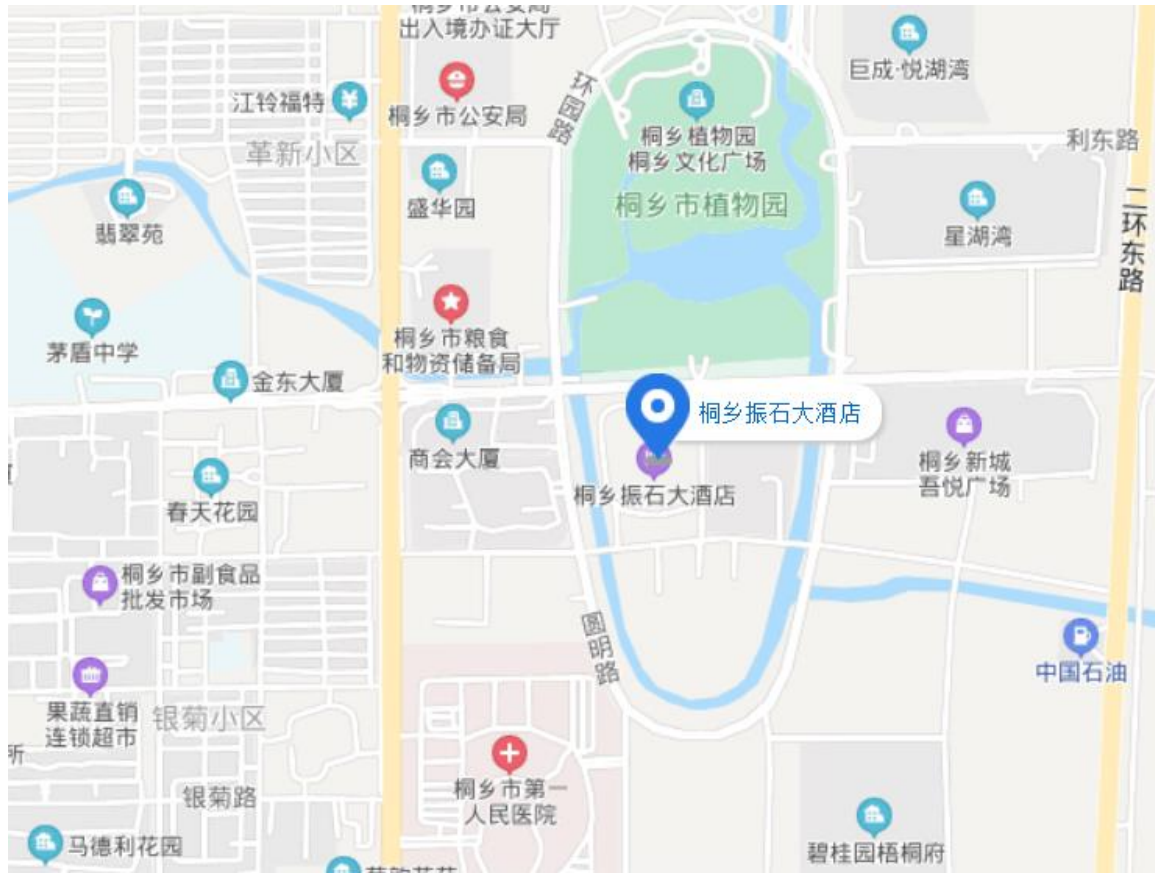 桐乡市公安局
出入境办证大厅
巨成·悦湖湾
江铃福特
桐乡市公安局
环园路
桐乡植物园
桐乡文化广场
利东路
革新小区
盛华园
桐乡市植物园
二环东路
翡翠苑
星湖湾
茅盾中学
桐乡市粮食
和物资储备局
金东大厦
桐乡振石大酒店
商会大厦
桐乡新城
吾悦广场
桐乡振石大酒店
春天花园
桐乡市副食品
批发市场
圆明路
中国石油
果蔬直销
连锁超市
银菊小区
所
桐乡市第一
人民医院
银菊路
马德利花园
碧桂园梧桐府